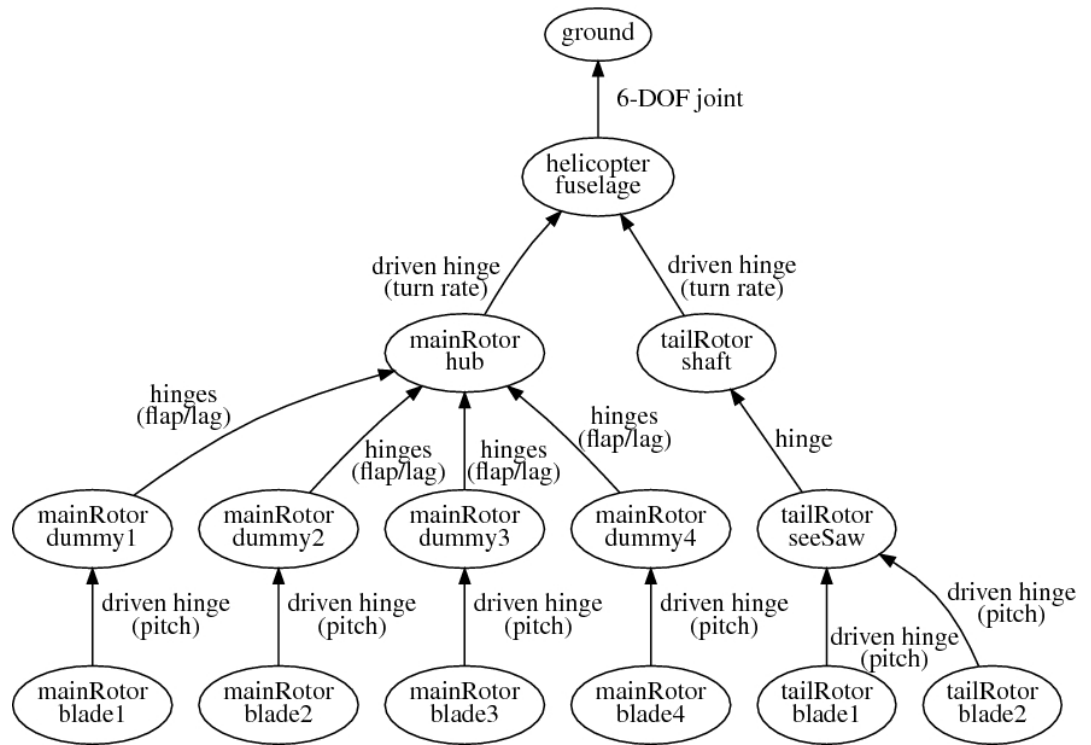 ground
6-DOF joint
helicopter
fuselage
driven hinge
(turn rate)
driven hinge
(turn rate)
mainRotor
hub
tailRotor
shaft
hinges
(flap/lag)
hinges
(flap/lag)
hinges
(flap/lag)
hinges
(flap/lag)
hinge
mainRotor
dummy1
mainRotor
dummy2
mainRotor
dummy3
mainRotor
dummy4
tailRotor
seeSaw
driven hinge
(pitch)
driven hinge
(pitch)
driven hinge
(pitch)
driven hinge
(pitch)
driven hinge
(pitch)
driven hinge
(pitch)
mainRotor
blade1
mainRotor
blade2
mainRotor
blade3
mainRotor
blade4
tailRotor
blade1
tailRotor
blade2